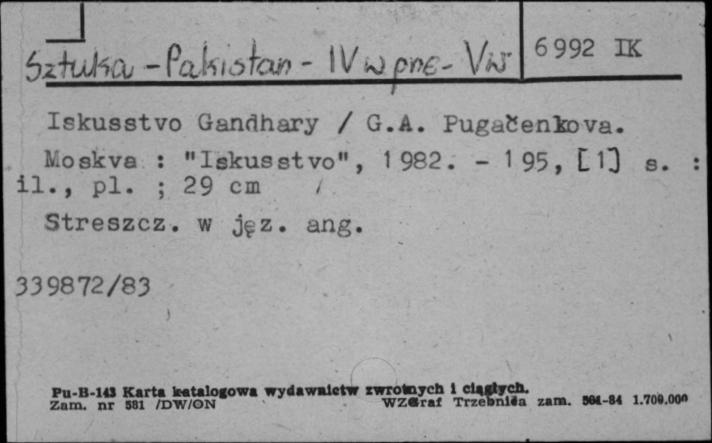 Sztuka - Pakistan - IV w pne - V w
6992 IK
Iskusstvo Gandhary / G.A. Pugačenkova.
Moskva : "Iskusstvo", 1982. - 195, [1] s. :
il., pl. ; 29 cm
Streszcz. w jęz. ang.
339872/83
Pu-B-143 Karta katalogowa wydawnictw zwrotnych i ciągłych.
Zam. nr 581 /DW/ON WZGraf Trzebnica zam. 84 1.700.000